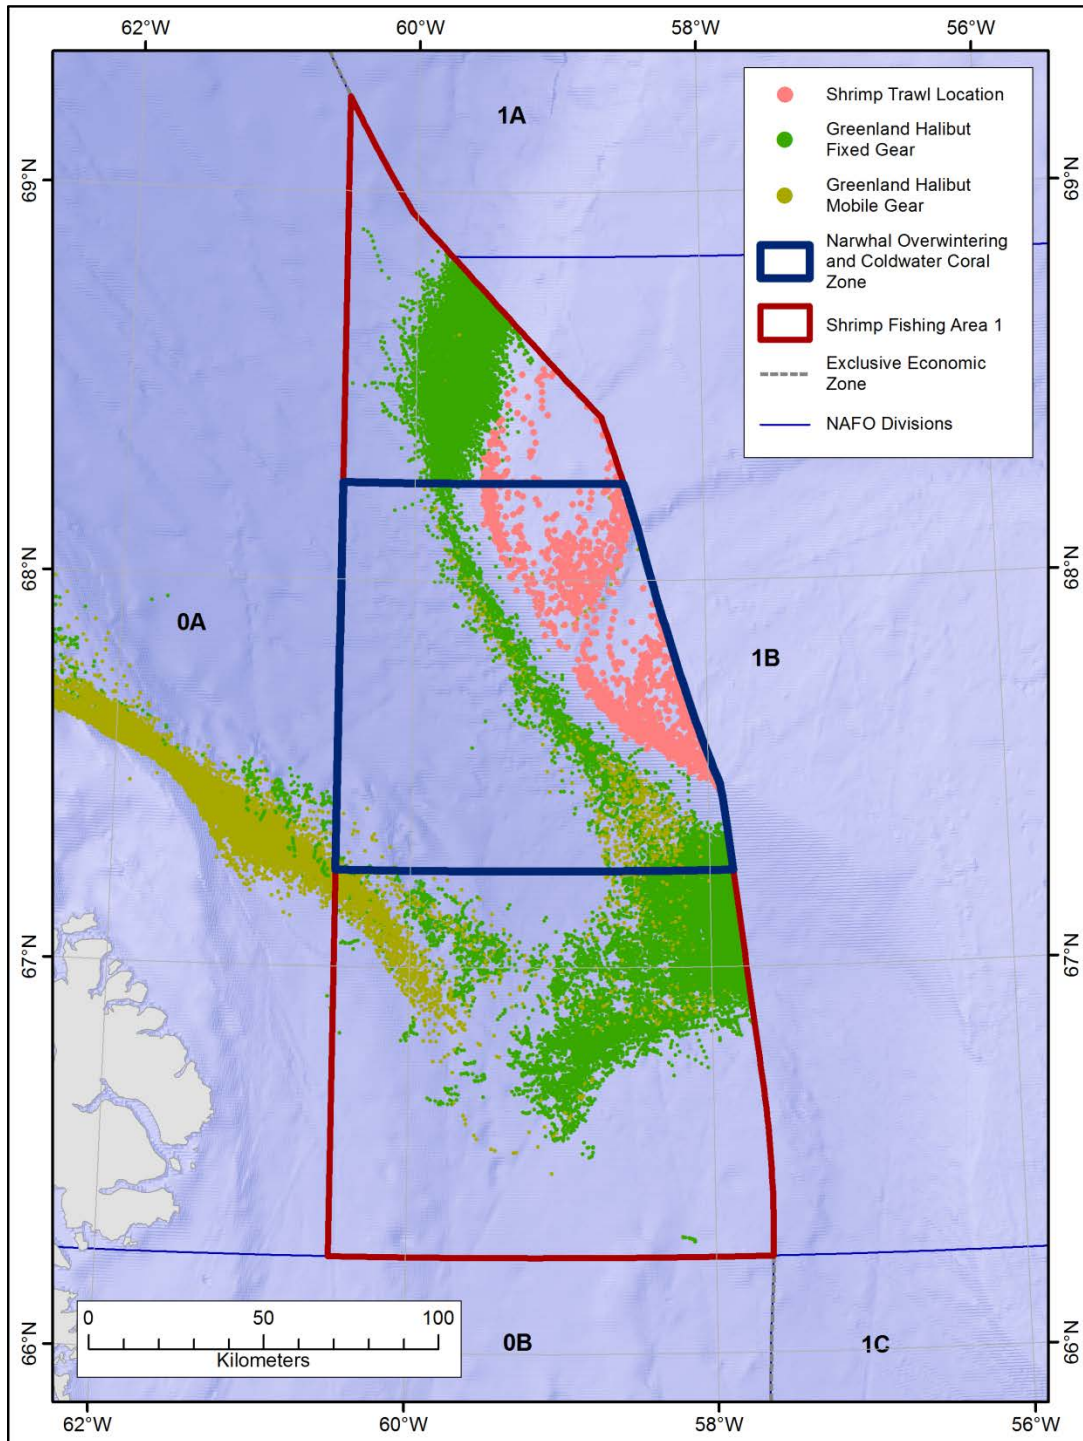 62°W 60°W 58°W 56°W
1A
Shrimp Trawl Location
Greenland Halibut
Fixed Gear
Greenland Halibut
Mobile Gear
Narwhal Overwintering
and Coldwater Coral
Zone
Shrimp Fishing Area 1
Exclusive Economic
Zone
NAFO Divisions
69°N 69°N
68°N 68°N
0A
1B
67°N 67°N
66°N 66°N
0 50 100
Kilometers
0B
1C
62°W 60°W 58°W 56°W